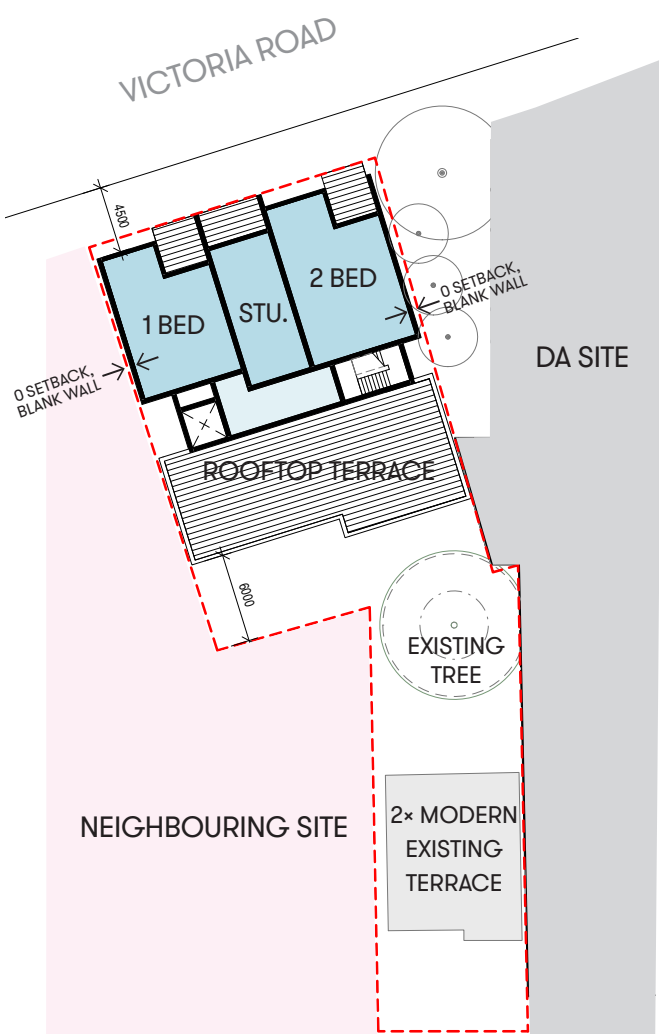 VICTORIA ROAD
4500
1 BED
STU.
2 BED
0 SETBACK,
BLANK WALL
0 SETBACK,
BLANK WALL
DA SITE
ROOFTOP TERRACE
6000
EXISTING
TREE
NEIGHBOURING SITE
2× MODERN
EXISTING
TERRACE